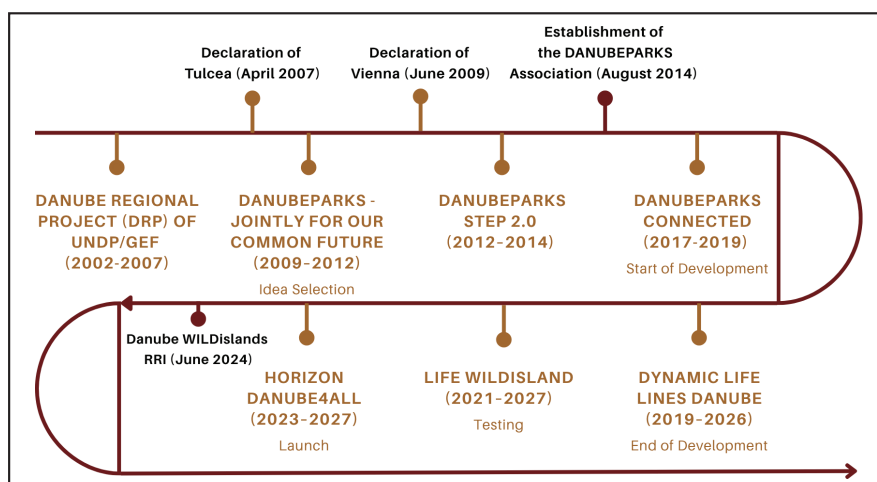 Declaration of
Tulcea (April 2007)
Declaration of
Vienna (June 2009)
Establishment of
the DANUBEPARKS
Association (August 2014)
DANUBE REGIONAL
PROJECT (DRP) OF
UNDP/GEF
(2002-2007)
DANUBEPARKS -
JOINTLY FOR OUR
COMMON FUTURE
(2009–2012)
Idea Selection
DANUBEPARKS
STEP 2.0
(2012–2014)
DANUBEPARKS
CONNECTED
(2017-2019)
Start of Development
Danube WILDislands
RRI (June 2024)
HORIZON
DANUBE4ALL
(2023–2027)
Launch
LIFE WILDISLAND
(2021–2027)
Testing
DYNAMIC LIFE
LINES DANUBE
(2019–2026)
End of Development